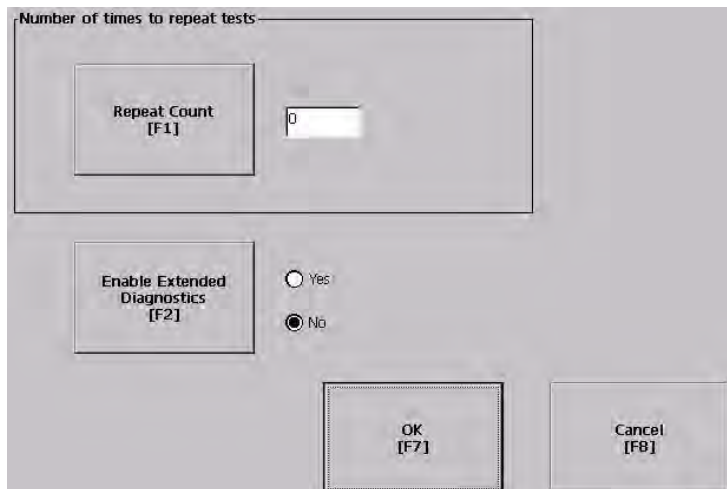 Number of times to repeat tests
Repeat Count
[F1]
0
Enable Extended
Diagnostics
[F2]
Yes
No
OK
[F7]
Cancel
[F8]